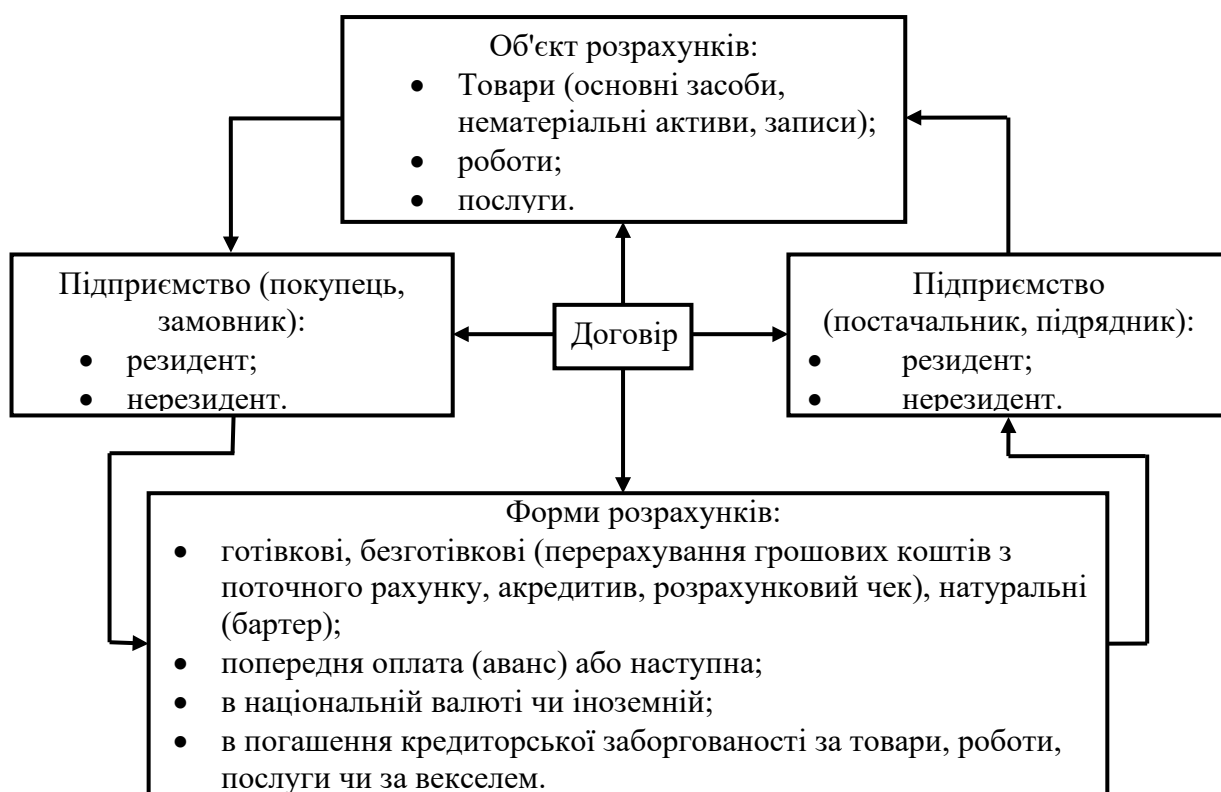 Об'єкт розрахунків:
• Товари (основні засоби,
нематеріальні активи, записи);
• роботи;
• послуги.
Підприємство (покупець,
замовник):
• резидент;
• нерезидент.
Договір
Підприємство
(постачальник, підрядник):
• резидент;
• нерезидент.
Форми розрахунків:
• готівкові, безготівкові (перерахування грошових коштів з
поточного рахунку, акредитив, розрахунковий чек), натуральні
(бартер);
• попередня оплата (аванс) або наступна;
• в національній валюті чи іноземній;
• в погашення кредиторської заборгованості за товари, роботи,
послуги чи за векселем.